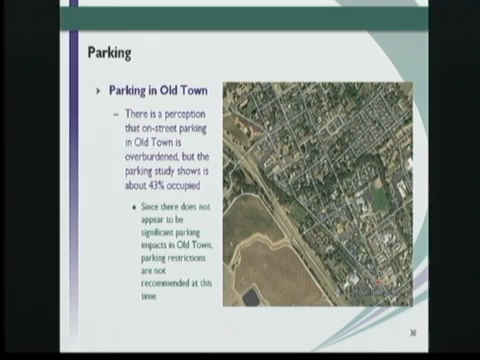 Parking
Parking in Old Town
– There is a perception
that on-street parking
in Old Town is
overburdened, but the
parking study shows is
about 43% occupied
• Since there does not
appear to be
significant parking
impacts in Old Town,
parking restrictions
are not
recommended at this
time
30